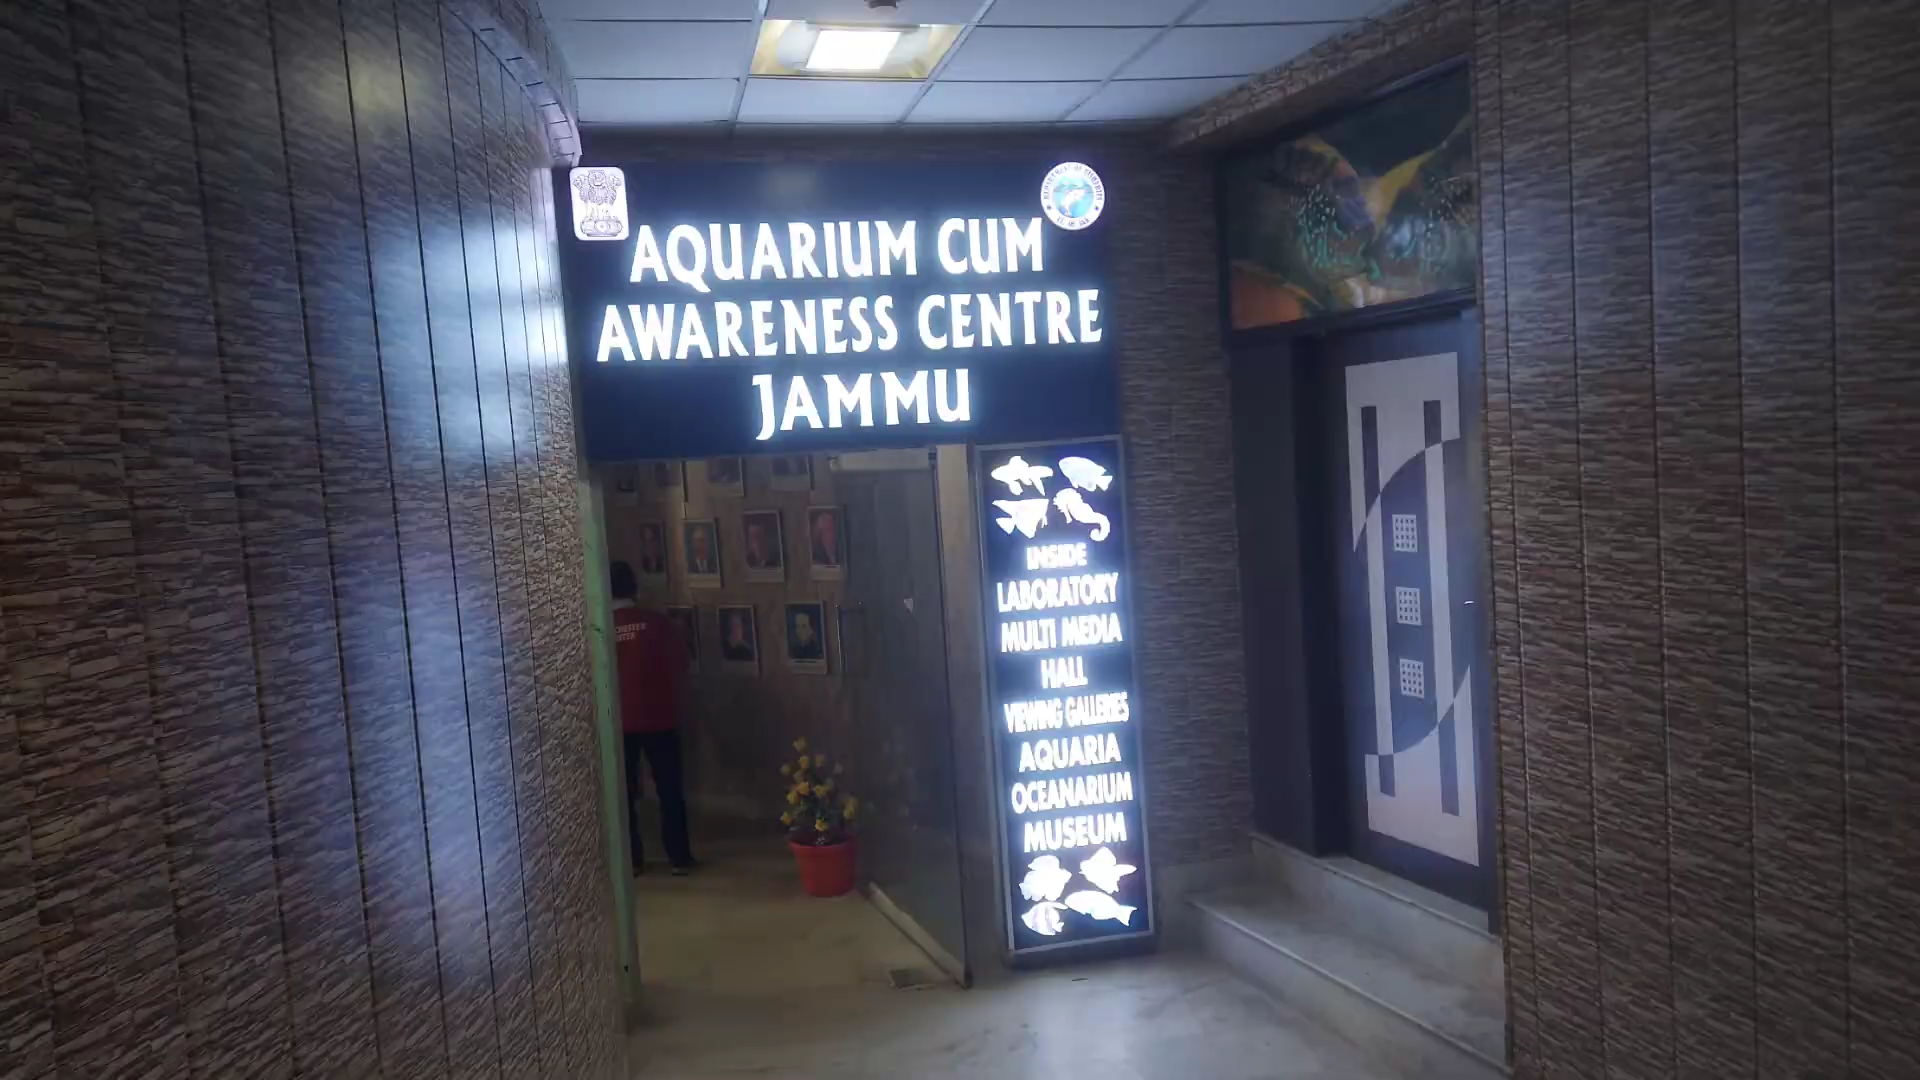 AQUARIUM CUM
AWARENESS CENTRE
JAMMU
INSIDE
LABORATORY
MULTI MEDIA
HALL
VIEWING GALLERIES
AQUARIA
OCEANARIUM
MUSEUM